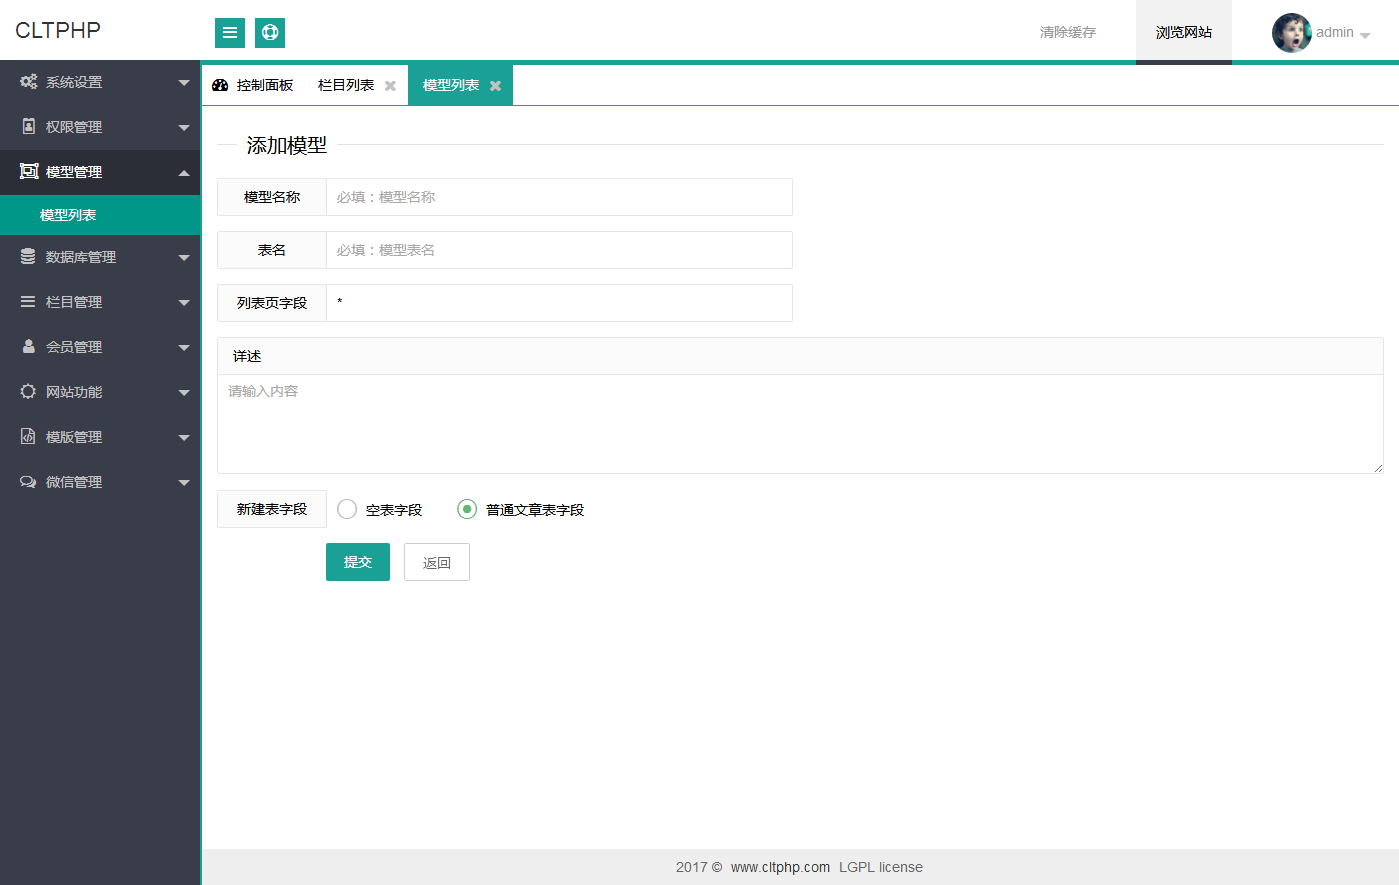 CLTPHP
清除缓存
浏览网站
admin
系统设置
权限管理
模型管理
模型列表
数据库管理
栏目管理
会员管理
网站功能
模版管理
微信管理
控制面板
栏目列表
模型列表
添加模型
模型名称
必填：模型名称
表名
必填：模型表名
列表页字段
*
详述
请输入内容
新建表字段
空表字段
普通文章表字段
提交
返回
2017 © www.cltphp.com LGPL license